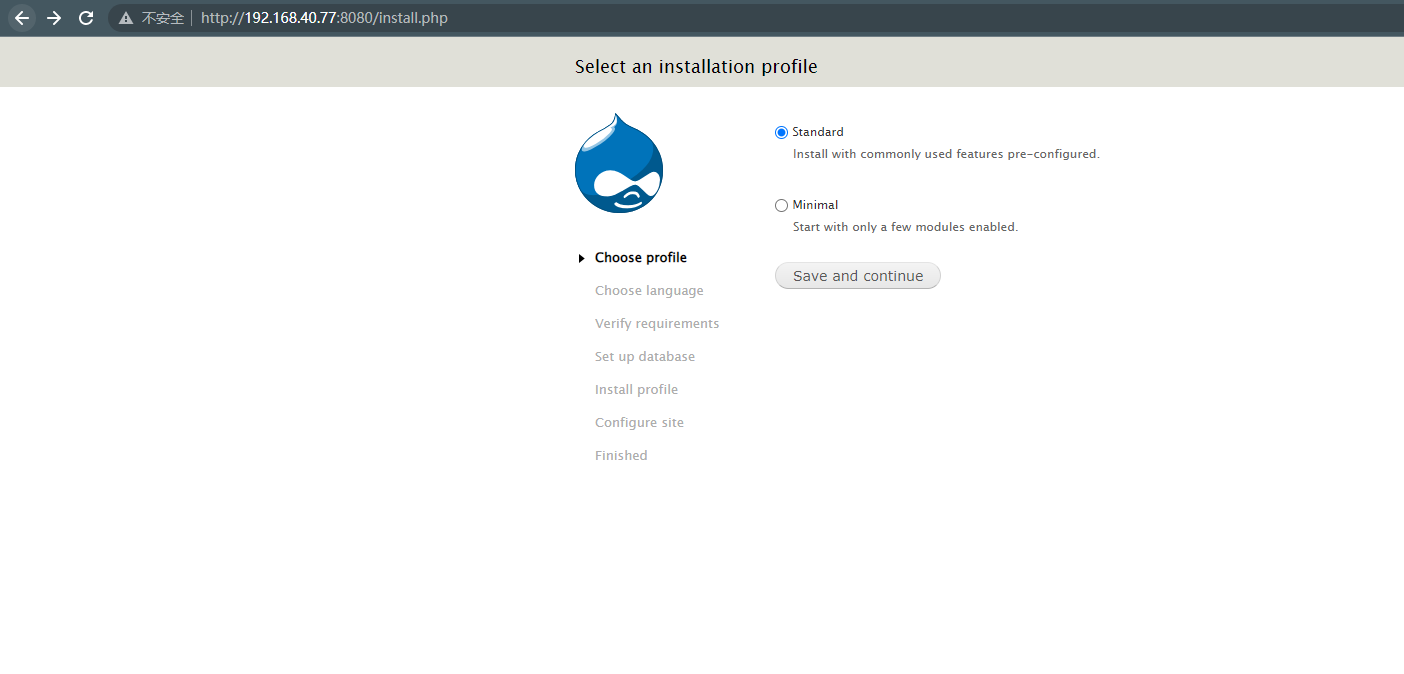 不安全 | http://192.168.40.77:8080/install.php
Select an installation profile
Standard
Install with commonly used features pre-configured.
Minimal
Start with only a few modules enabled.
Save and continue
Choose profile
Choose language
Verify requirements
Set up database
Install profile
Configure site
Finished